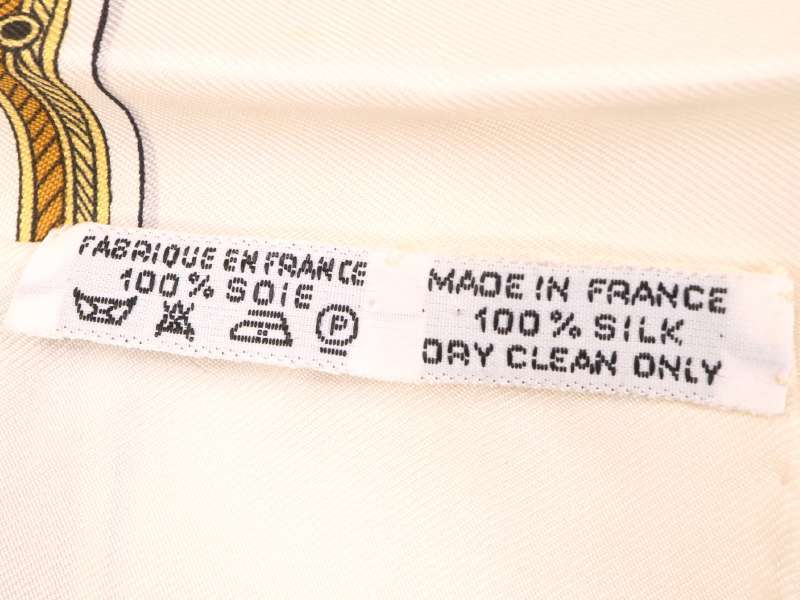 FABRIQUE EN FRANCE
100% SOIE
P
MADE IN FRANCE
100% SILK
DRY CLEAN ONLY